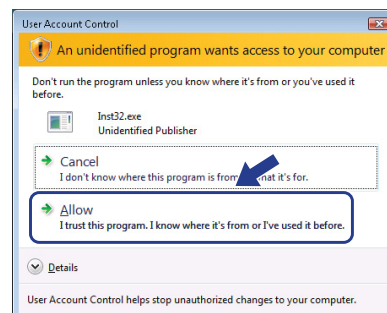 User Account Control
An unidentified program wants access to your computer
Don't run the program unless you know where it's from or you've used it
before.
Inst32.exe
Unidentified Publisher
Cancel
I don't know where this program is from what it's for.
Allow
I trust this program. I know where it's from or I've used it before.
Details
User Account Control helps stop unauthorized changes to your computer.